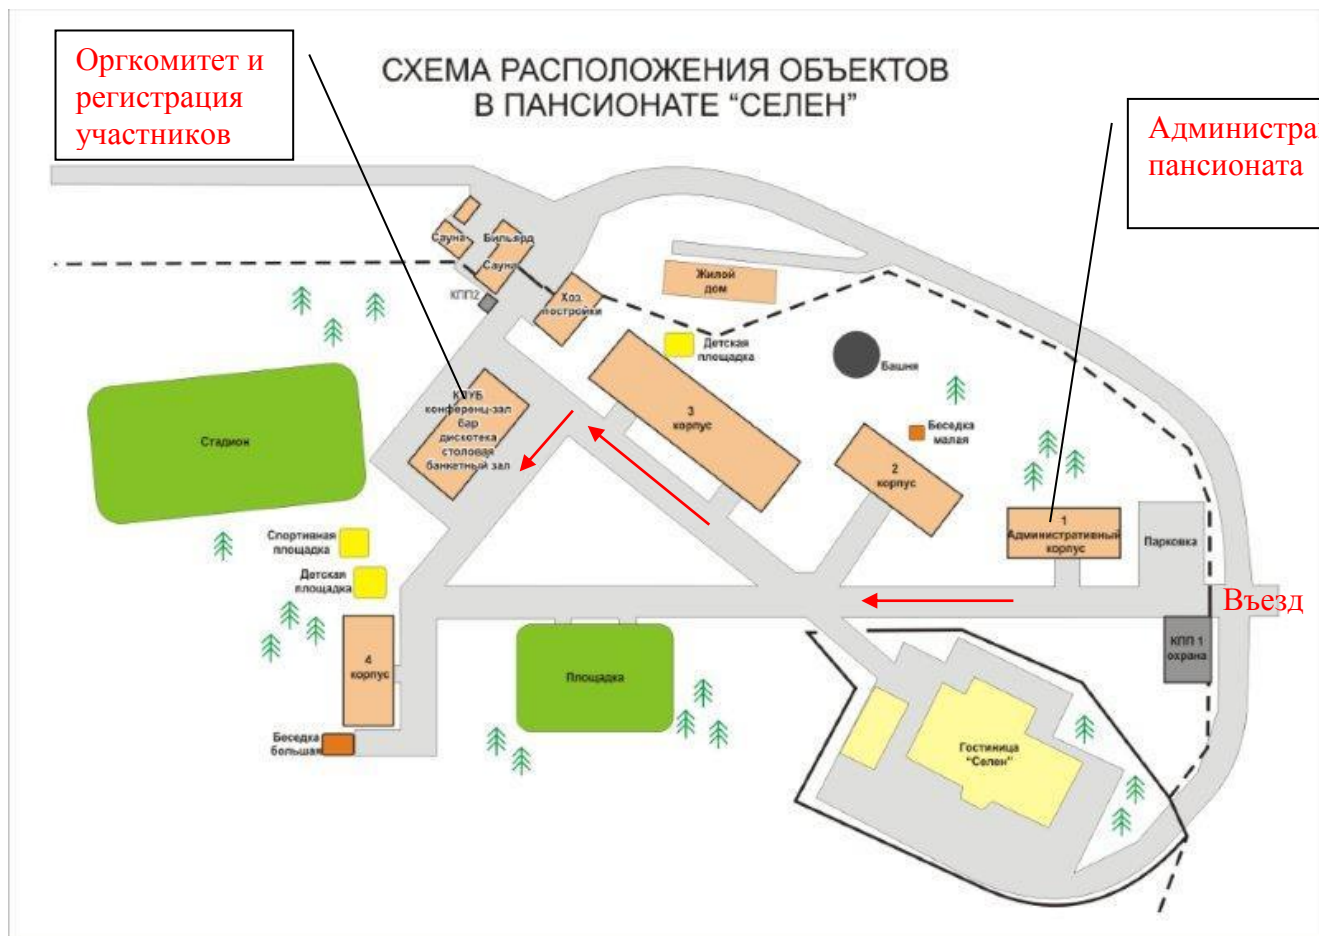 Оргкомитет и
регистрация
участников
СХЕМА РАСПОЛОЖЕНИЯ ОБЪЕКТОВ
В ПАНСИОНАТЕ “СЕЛЕН”
пансионата
Сауна
Бильярд
Сауна
КПП2
Хоз.
постройки
Жилой
дом
Детская
площадка
Башня
КЛУБ
конференц-зал
бар
дискотека
столовая
банкетный зал
3
корпус
Беседка
малая
2
корпус
Стадион
1
Административный
корпус
Парковка
Спортивная
площадка
Детская
площадка
Въезд
КПП 1
охрана
4
корпус
Площадка
Беседка
большая
Гостиница
“Селен”